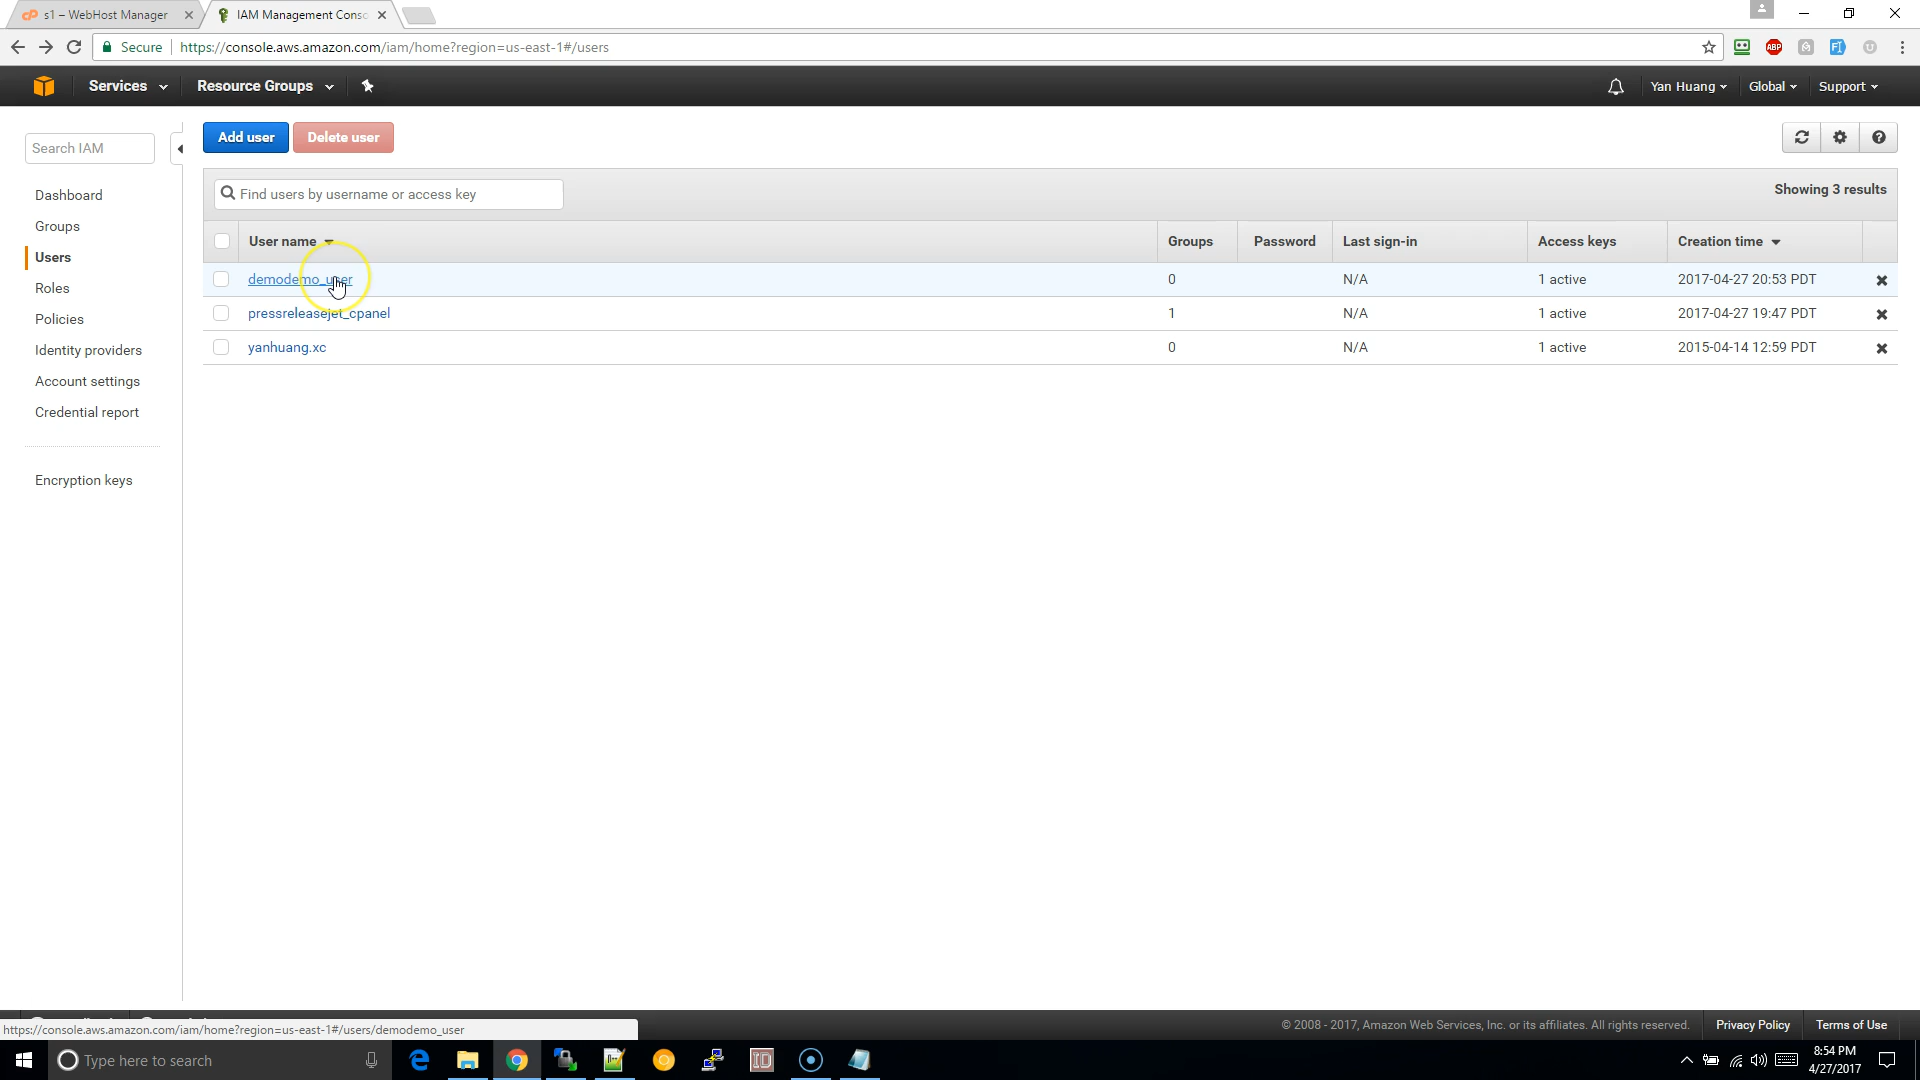 s1 – WebHost Manager
IAM Management Conso
Secure
https://console.aws.amazon.com/iam/home?region=us-east-1#/users
Services
Resource Groups
Yan Huang
Global
Support
Search IAM
Add user
Delete user
Dashboard
Groups
Users
Roles
Policies
Identity providers
Account settings
Credential report
Encryption keys
Find users by username or access key
Showing 3 results
User name Groups Password Last sign-in Access keys Creation time
demodemo_user 0 N/A 1 active 2017-04-27 20:53 PDT
pressreleasejet_cpanel 1 N/A 1 active 2017-04-27 19:47 PDT
yanhuang.xc 0 N/A 1 active 2015-04-14 12:59 PDT
https://console.aws.amazon.com/iam/home?region=us-east-1#/users/demodemo_user
© 2008 - 2017, Amazon Web Services, Inc. or its affiliates. All rights reserved.
Privacy Policy
Terms of Use
Type here to search
8:54 PM
4/27/2017